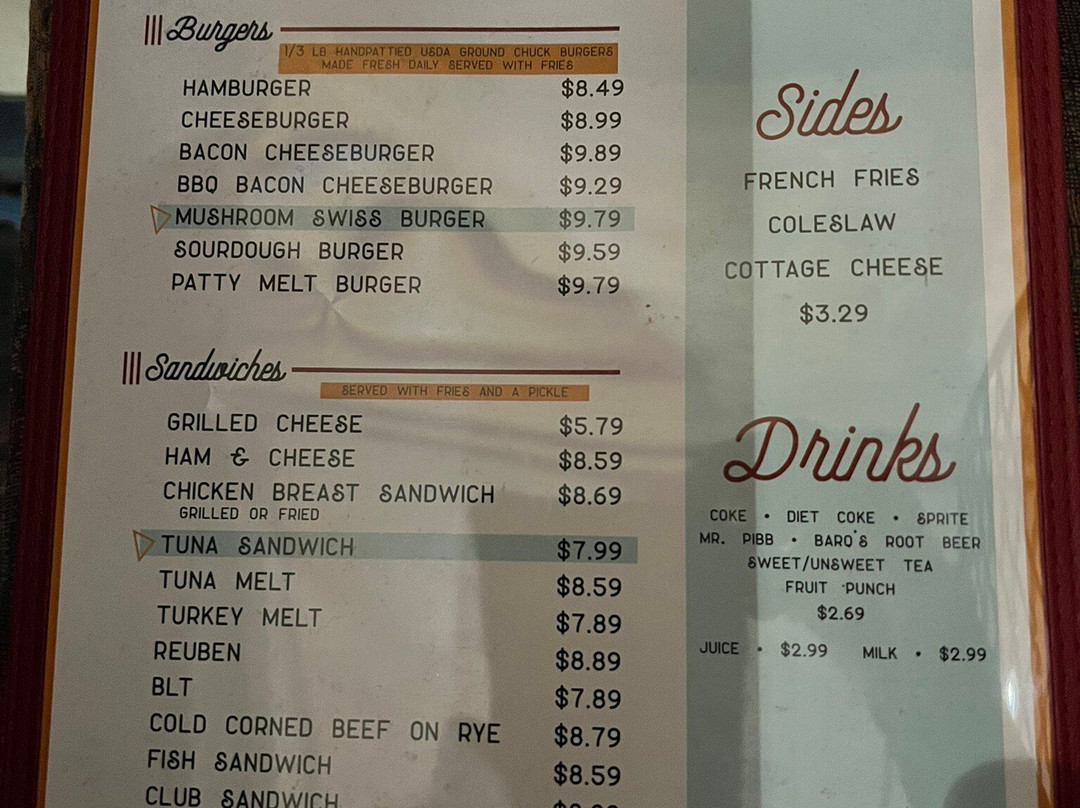 Burgers
1/3 LB HANDPATTIED USDA GROUND CHUCK BURGERS
MADE FRESH DAILY SERVED WITH FRIES
HAMBURGER $8.49
CHEESEBURGER $8.99
BACON CHEESEBURGER $9.89
BBQ BACON CHEESEBURGER $9.29
MUSHROOM SWISS BURGER $9.79
SOURDOUGH BURGER $9.59
PATTY MELT BURGER $9.79
Sandwiches
SERVED WITH FRIES AND A PICKLE
GRILLED CHEESE $5.79
HAM & CHEESE $8.59
CHICKEN BREAST SANDWICH $8.69
GRILLED OR FRIED
TUNA SANDWICH $7.99
TUNA MELT $8.59
TURKEY MELT $7.89
REUBEN $8.89
BLT $7.89
COLD CORNED BEEF ON RYE $8.79
FISH SANDWICH $8.59
CLUB SANDWICH
Sides
FRENCH FRIES
COLESLAW
COTTAGE CHEESE
$3.29
Drinks
COKE • DIET COKE • SPRITE
MR. PIBB • BARQ'S ROOT BEER
SWEET/UNSWEET TEA
FRUIT PUNCH
$2.69
JUICE • $2.99 MILK • $2.99